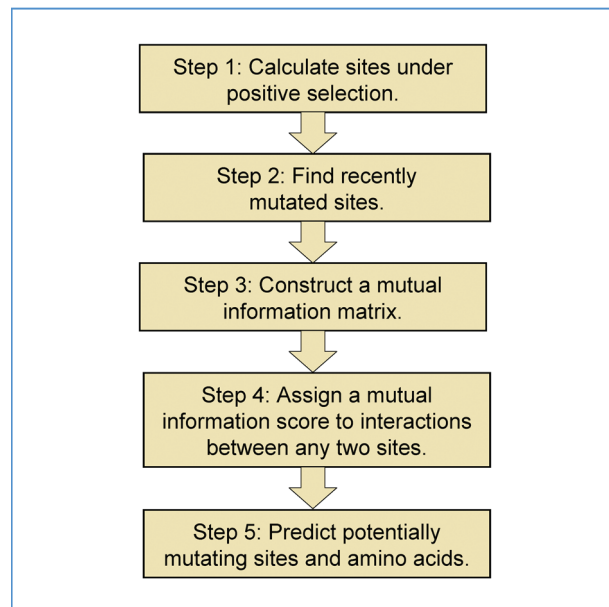 Step 1: Calculate sites under
positive selection.
Step 2: Find recently
mutated sites.
Step 3: Construct a mutual
information matrix.
Step 4: Assign a mutual
information score to interactions
between any two sites.
Step 5: Predict potentially
mutating sites and amino acids.